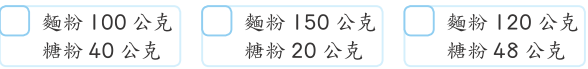 麵粉 100 公克
糖粉 40 公克
麵粉 150 公克
糖粉 20 公克
麵粉 120 公克
糖粉 48 公克